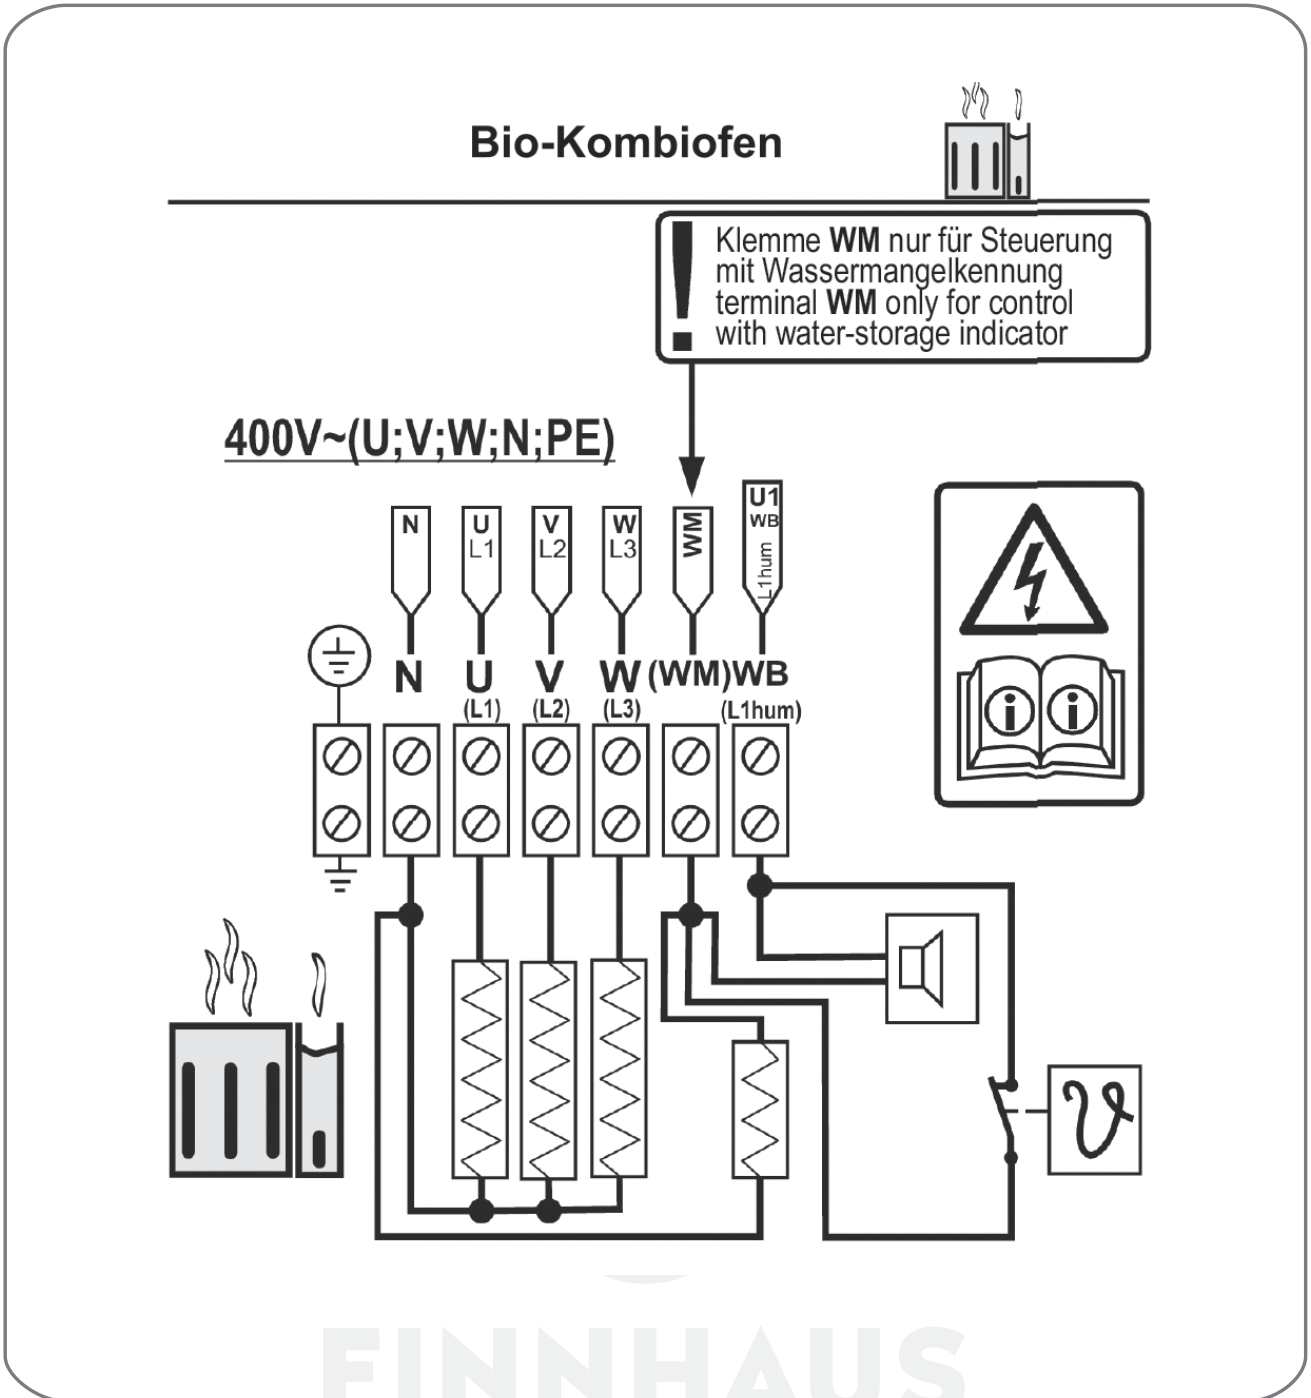 Bio-Kombiofen
Klemme WM nur für Steuerung
mit Wassermangelkennung
terminal WM only for control
with water-storage indicator
400V~(U;V;W;N;PE)
N
U
L1
V
L2
W
L3
WM
U1
WB
L1hum
N U V W (WM) WB
(L1) (L2) (L3) (L1hum)
FINNHAUS